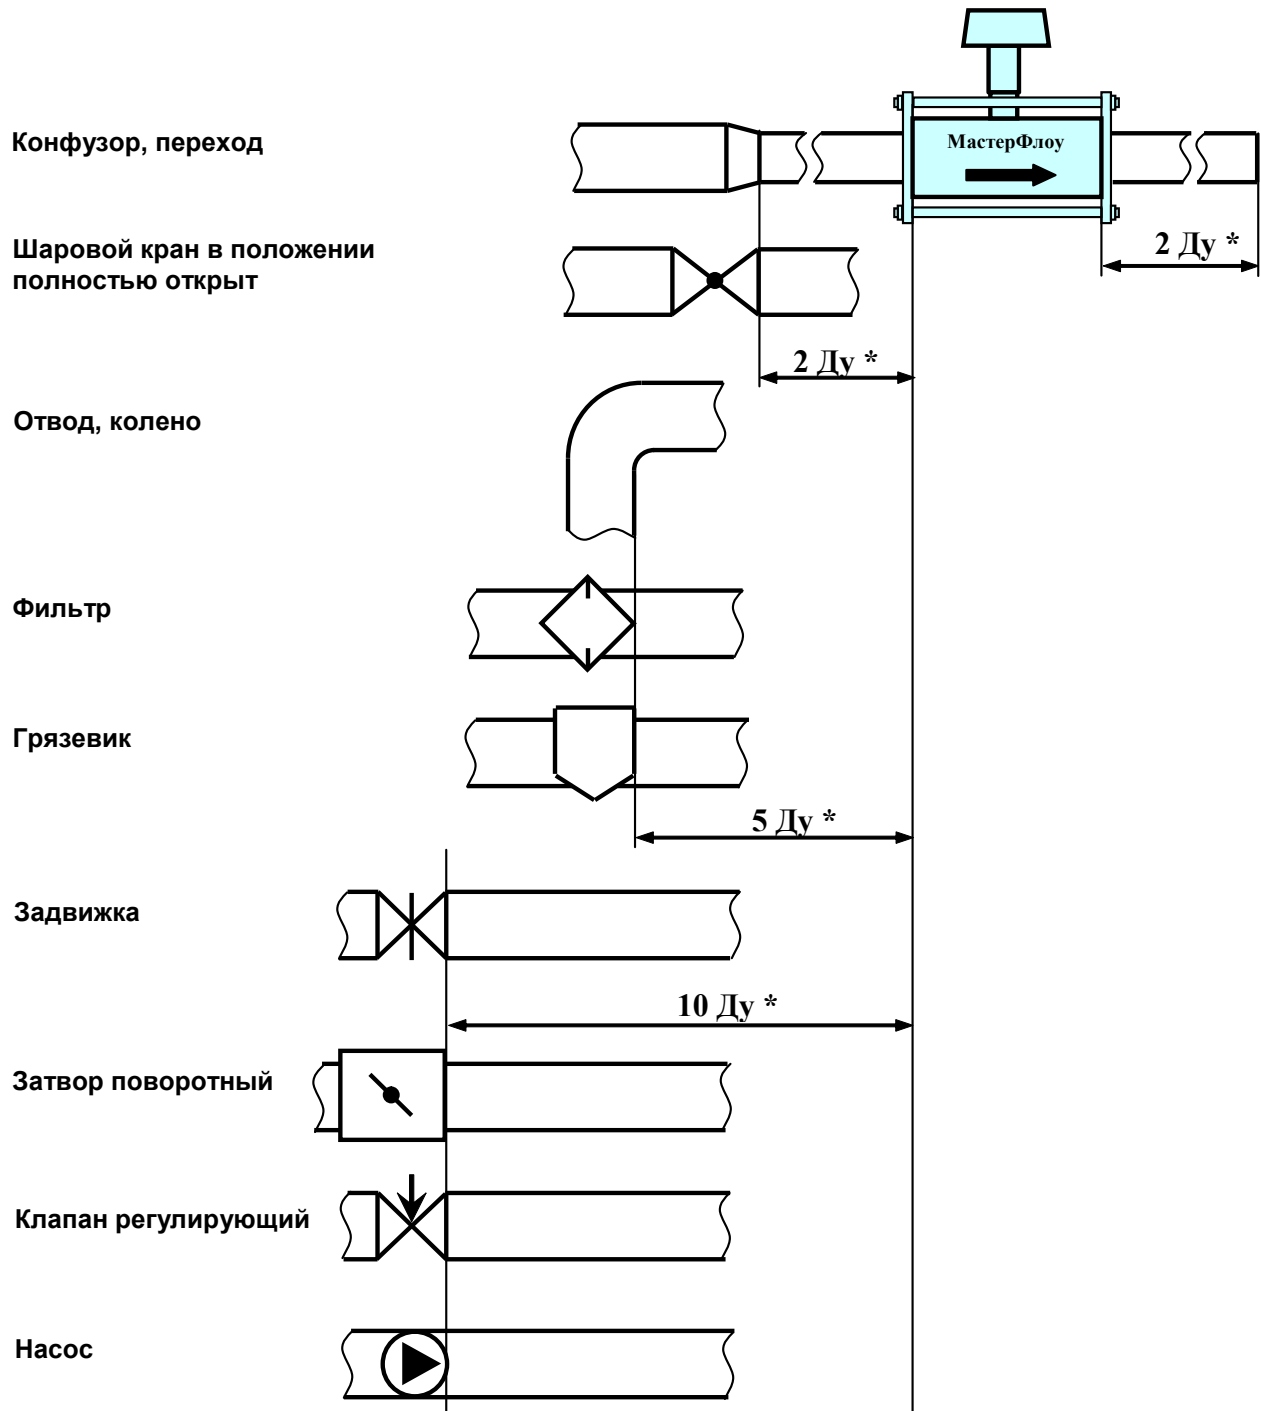 Конфузор, переход
МастерФлоу
Шаровой кран в положении
полностью открыт
2 Ду *
2 Ду *
Отвод, колено
Фильтр
Грязевик
5 Ду *
Задвижка
10 Ду *
Затвор поворотный
Клапан регулирующий
Насос